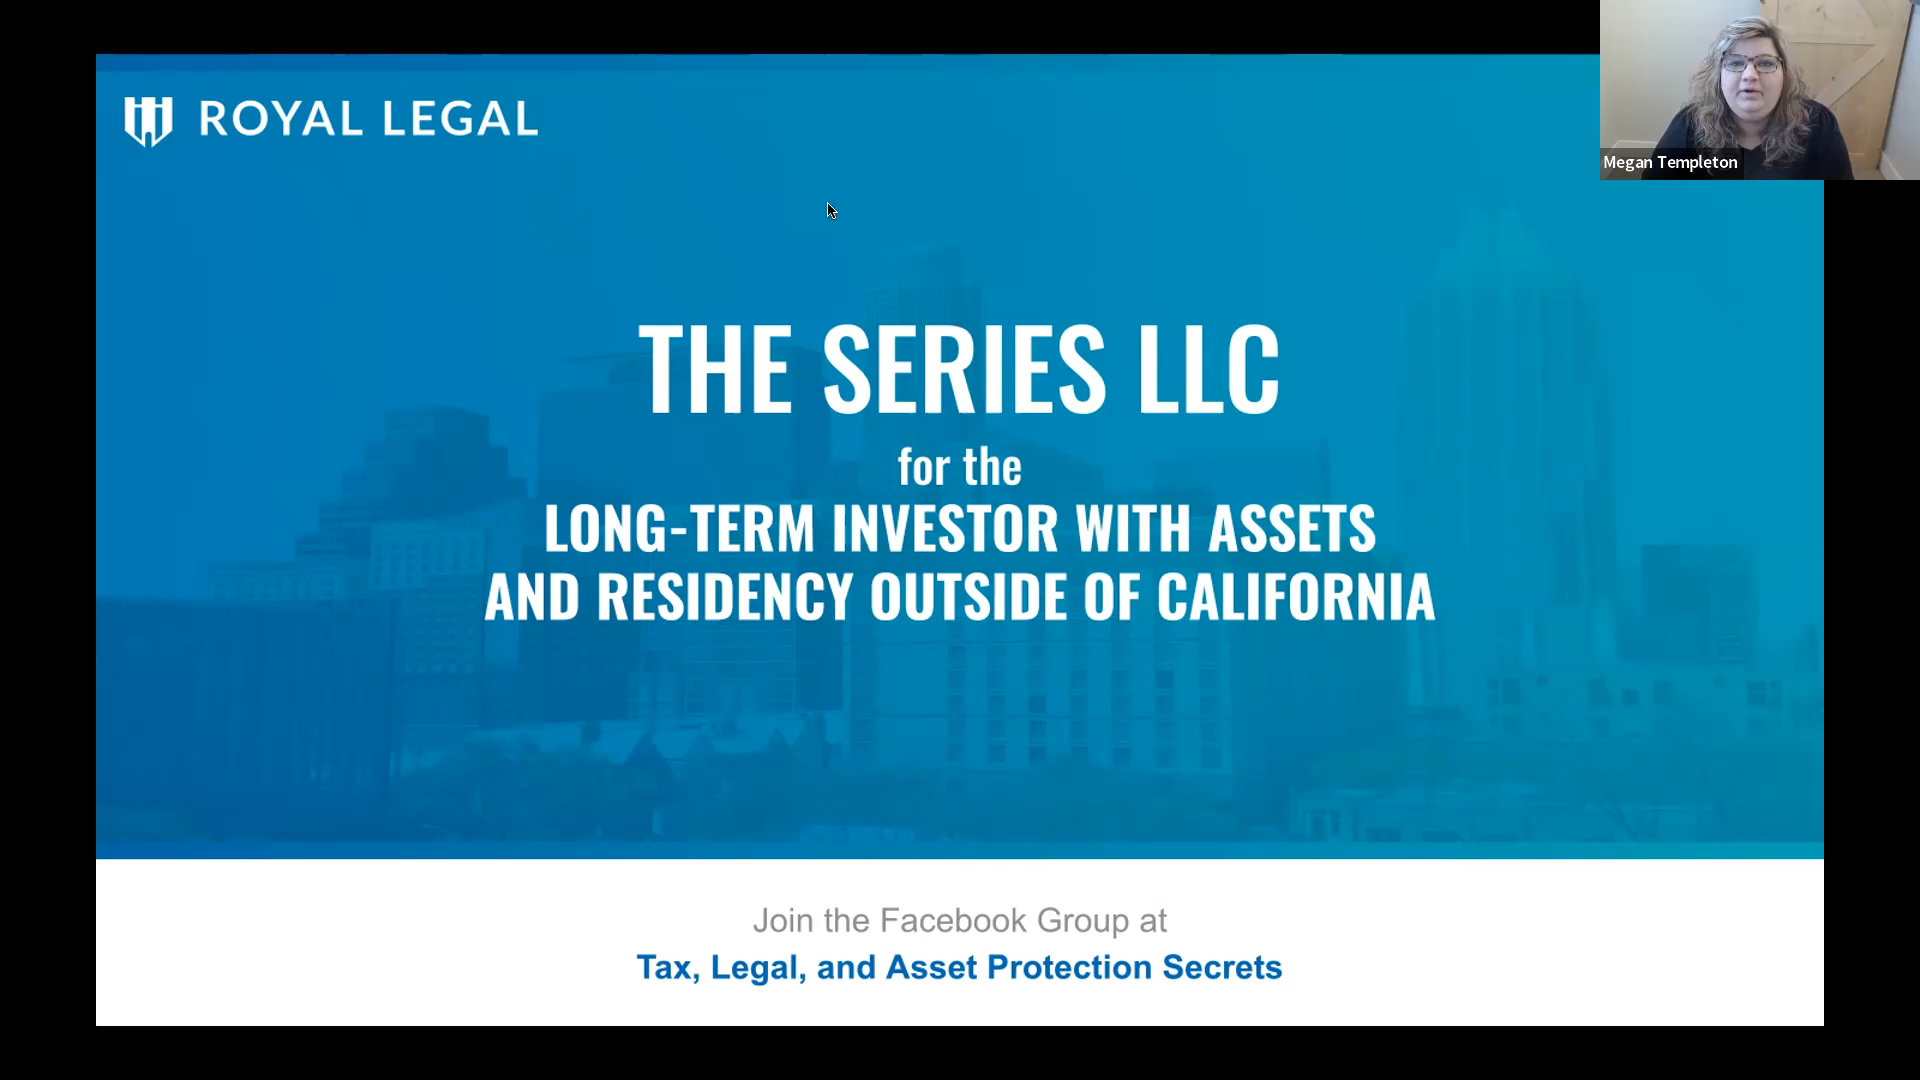 ROYAL LEGAL
Megan Templeton
THE SERIES LLC
for the
LONG-TERM INVESTOR WITH ASSETS
AND RESIDENCY OUTSIDE OF CALIFORNIA
Join the Facebook Group at
Tax, Legal, and Asset Protection Secrets